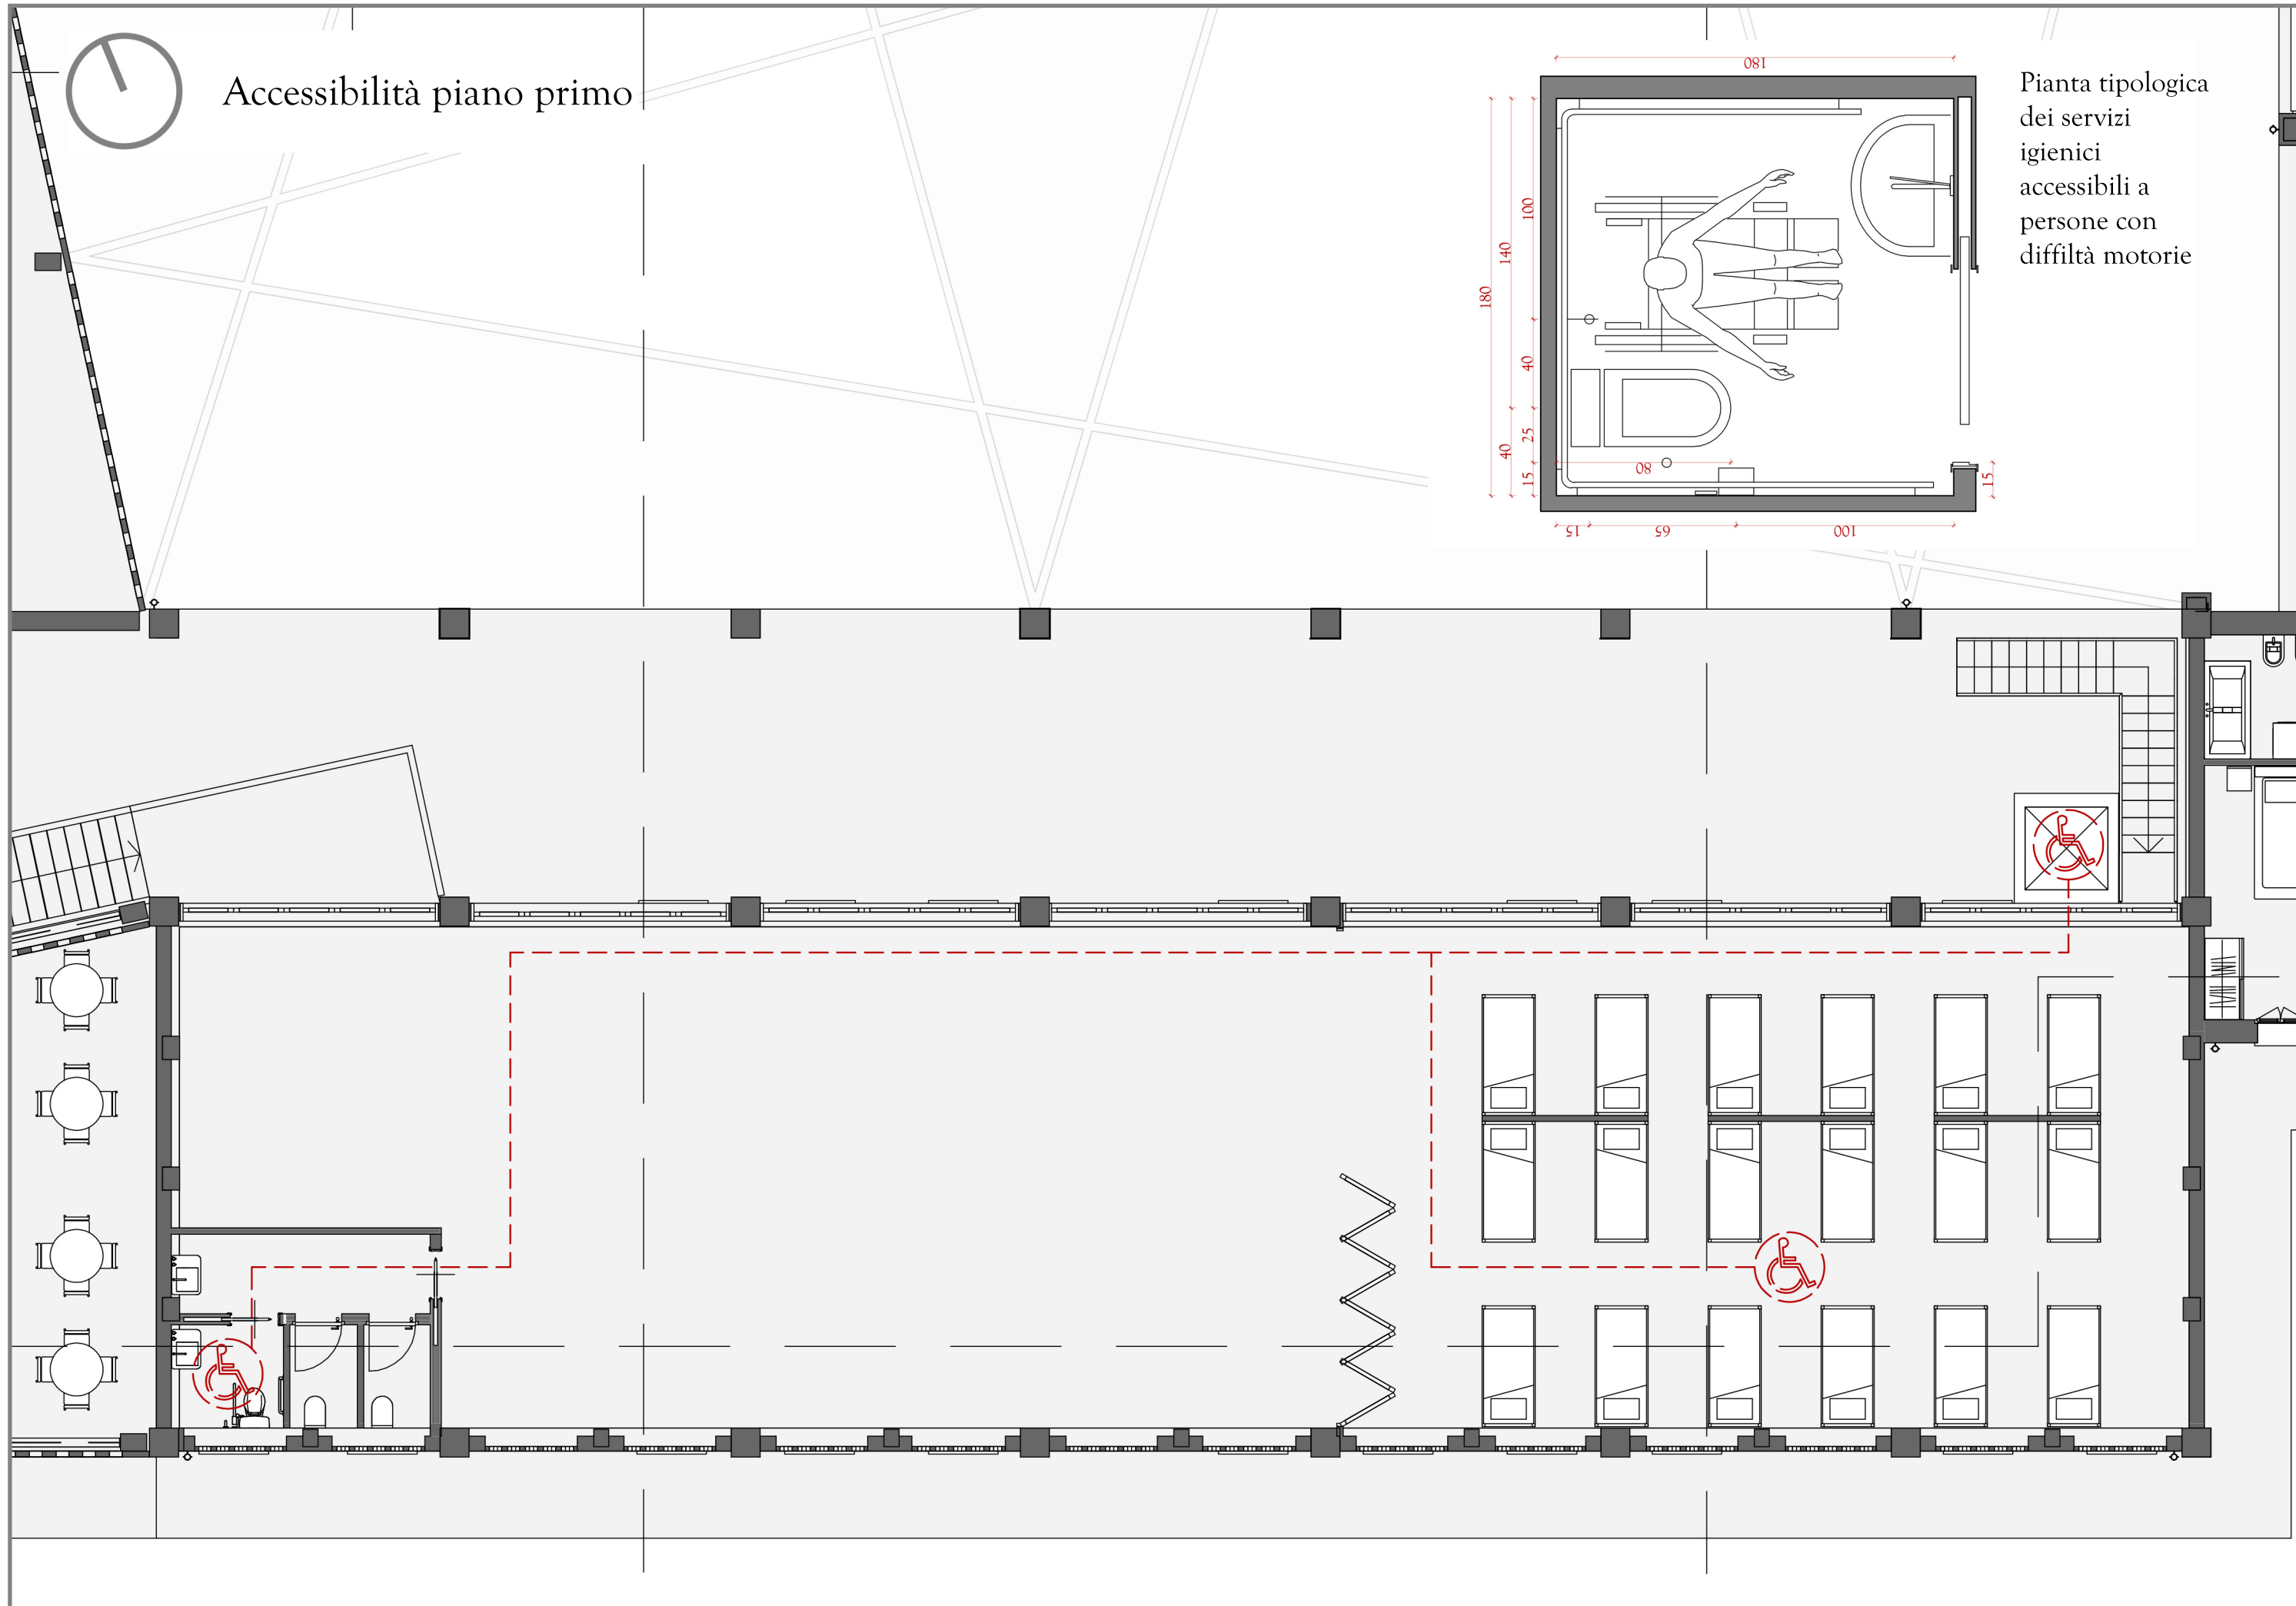 Accessibilità piano primo
Pianta tipologica
dei servizi
igienici
accessibili a
persone con
diffiltà motorie
180
180
140
100
40
40
25
15
80
15
15
65
100